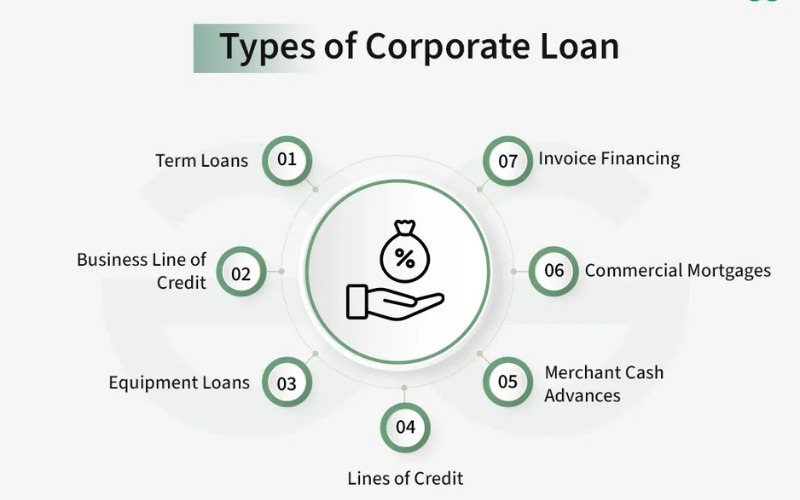 Types of Corporate Loan
Term Loans
01
Business Line of
Credit
02
Equipment Loans
03
04
Lines of Credit
05
Merchant Cash
Advances
06
Commercial Mortgages
07
Invoice Financing
%